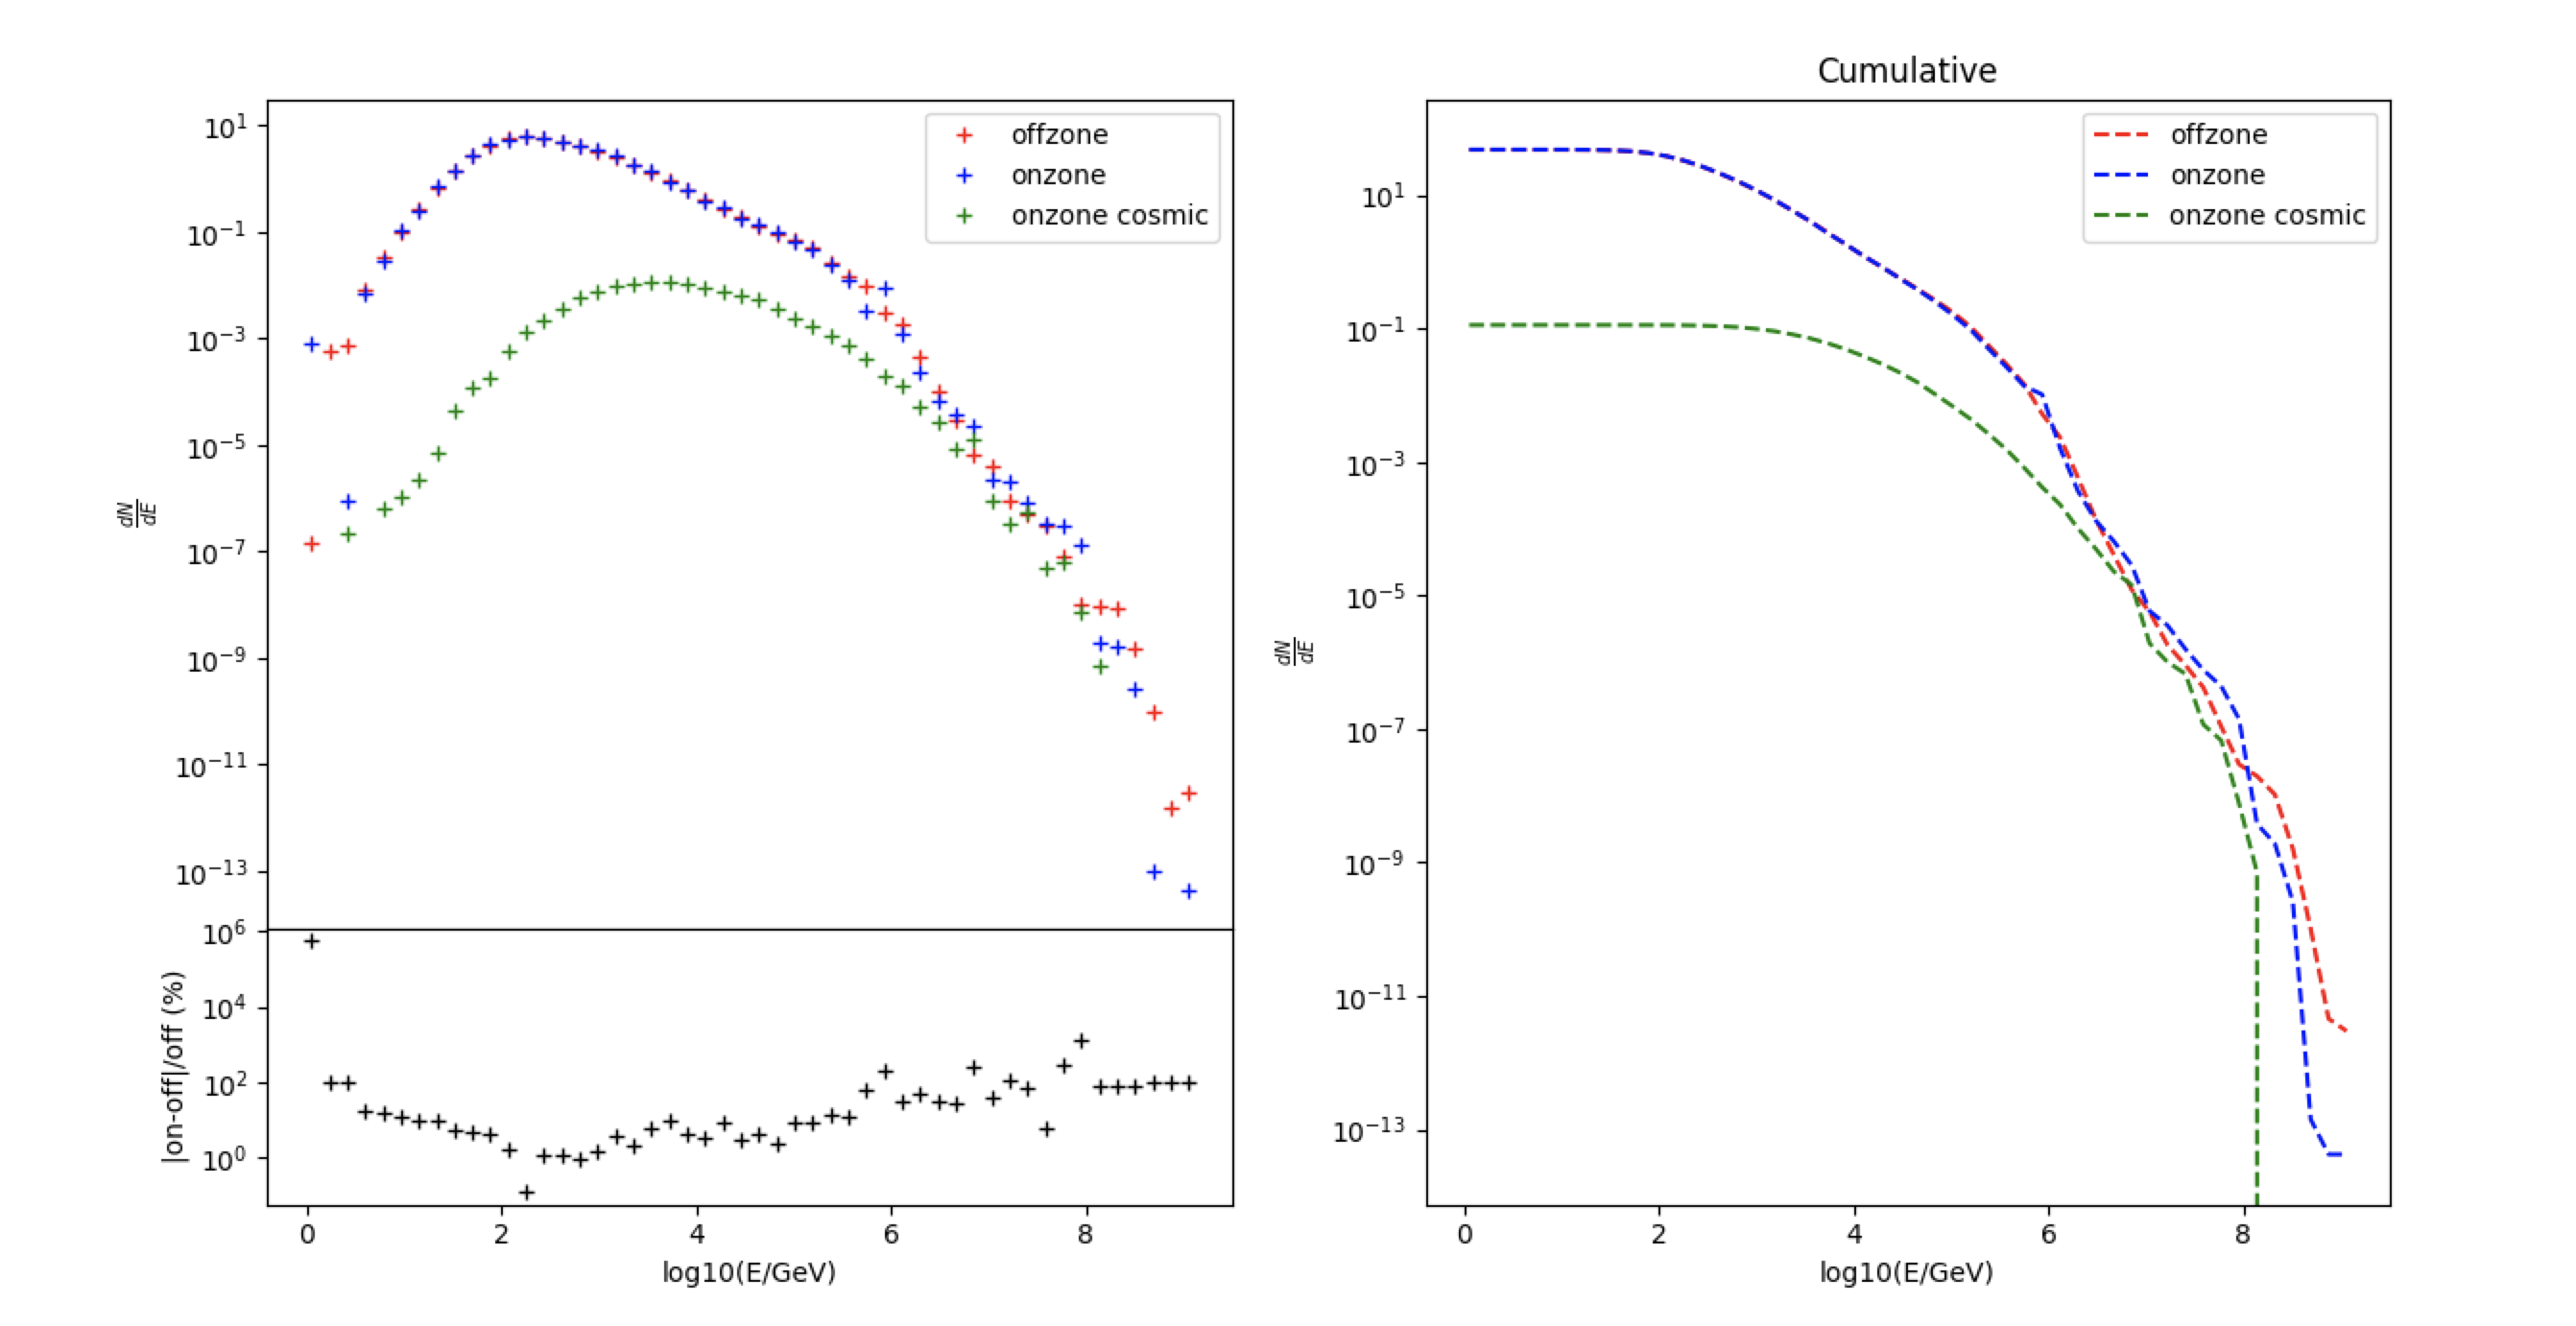 10^1
10^-1
10^-3
10^-5
10^-7
10^-9
10^-11
10^-13
dN
dE
offzone
onzone
onzone cosmic
10^6
10^4
10^2
10^0
|on-off|/off (%)
0 2 4 6 8
log10(E/GeV)
Cumulative
10^1
10^-1
10^-3
10^-5
10^-7
10^-9
10^-11
10^-13
dN
dE
offzone
onzone
onzone cosmic
0 2 4 6 8
log10(E/GeV)